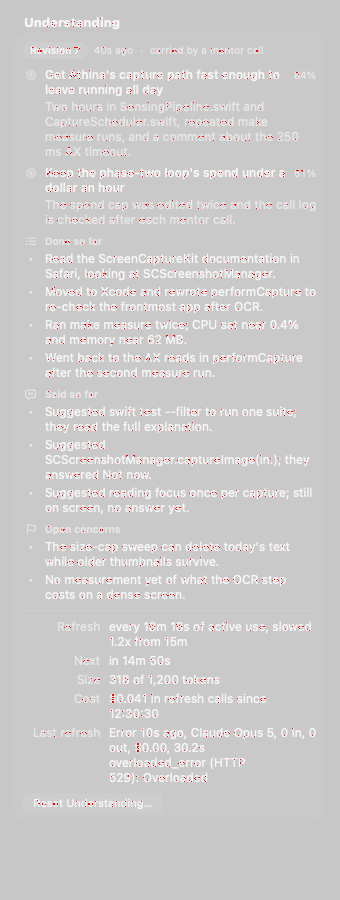 Understanding
Revision 7 40s ago · carried by a mentor call
Get Athina's capture path fast enough to leave running all day
Two hours in SensingPipeline.swift and
CaptureScheduler.swift, repeated make
measure runs, and a comment about the 250
ms AX timeout.
Keep the phase-two loop's spend under a
dollar an hour
The spend cap was edited twice and the call log
is checked after each mentor call.
Done so far
• Read the ScreenCaptureKit documentation in
Safari, looking at SCScreenshotManager.
• Moved to Xcode and rewrote performCapture to
re-check the frontmost app after OCR.
• Ran make measure twice; CPU sat near 0.4%
and memory near 62 MB.
• Went back to the AX reads in performCapture
after the second measure run.
Said so far
• Suggested swift test --filter to run one suite;
they read the full explanation.
• Suggested
SCScreenshotManager.captureImage(in:); they
answered Not now.
• Suggested reading focus once per capture; still
on screen, no answer yet.
Open concerns
• The size-cap sweep can delete today's text
while older thumbnails survive.
• No measurement yet of what the OCR step
costs on a dense screen.
Refresh every 18m 18s of active use, slowed
1.2x from 15m
Next in 14m 50s
Size 318 of 1,200 tokens
Cost $0.041 in refresh calls since
12:30:30
Last refresh Error 10s ago, Claude Opus 5, 0 in, 0
out, $0.00, 30.2s
overloaded_error (HTTP
529): Overloaded
Reset Understanding...